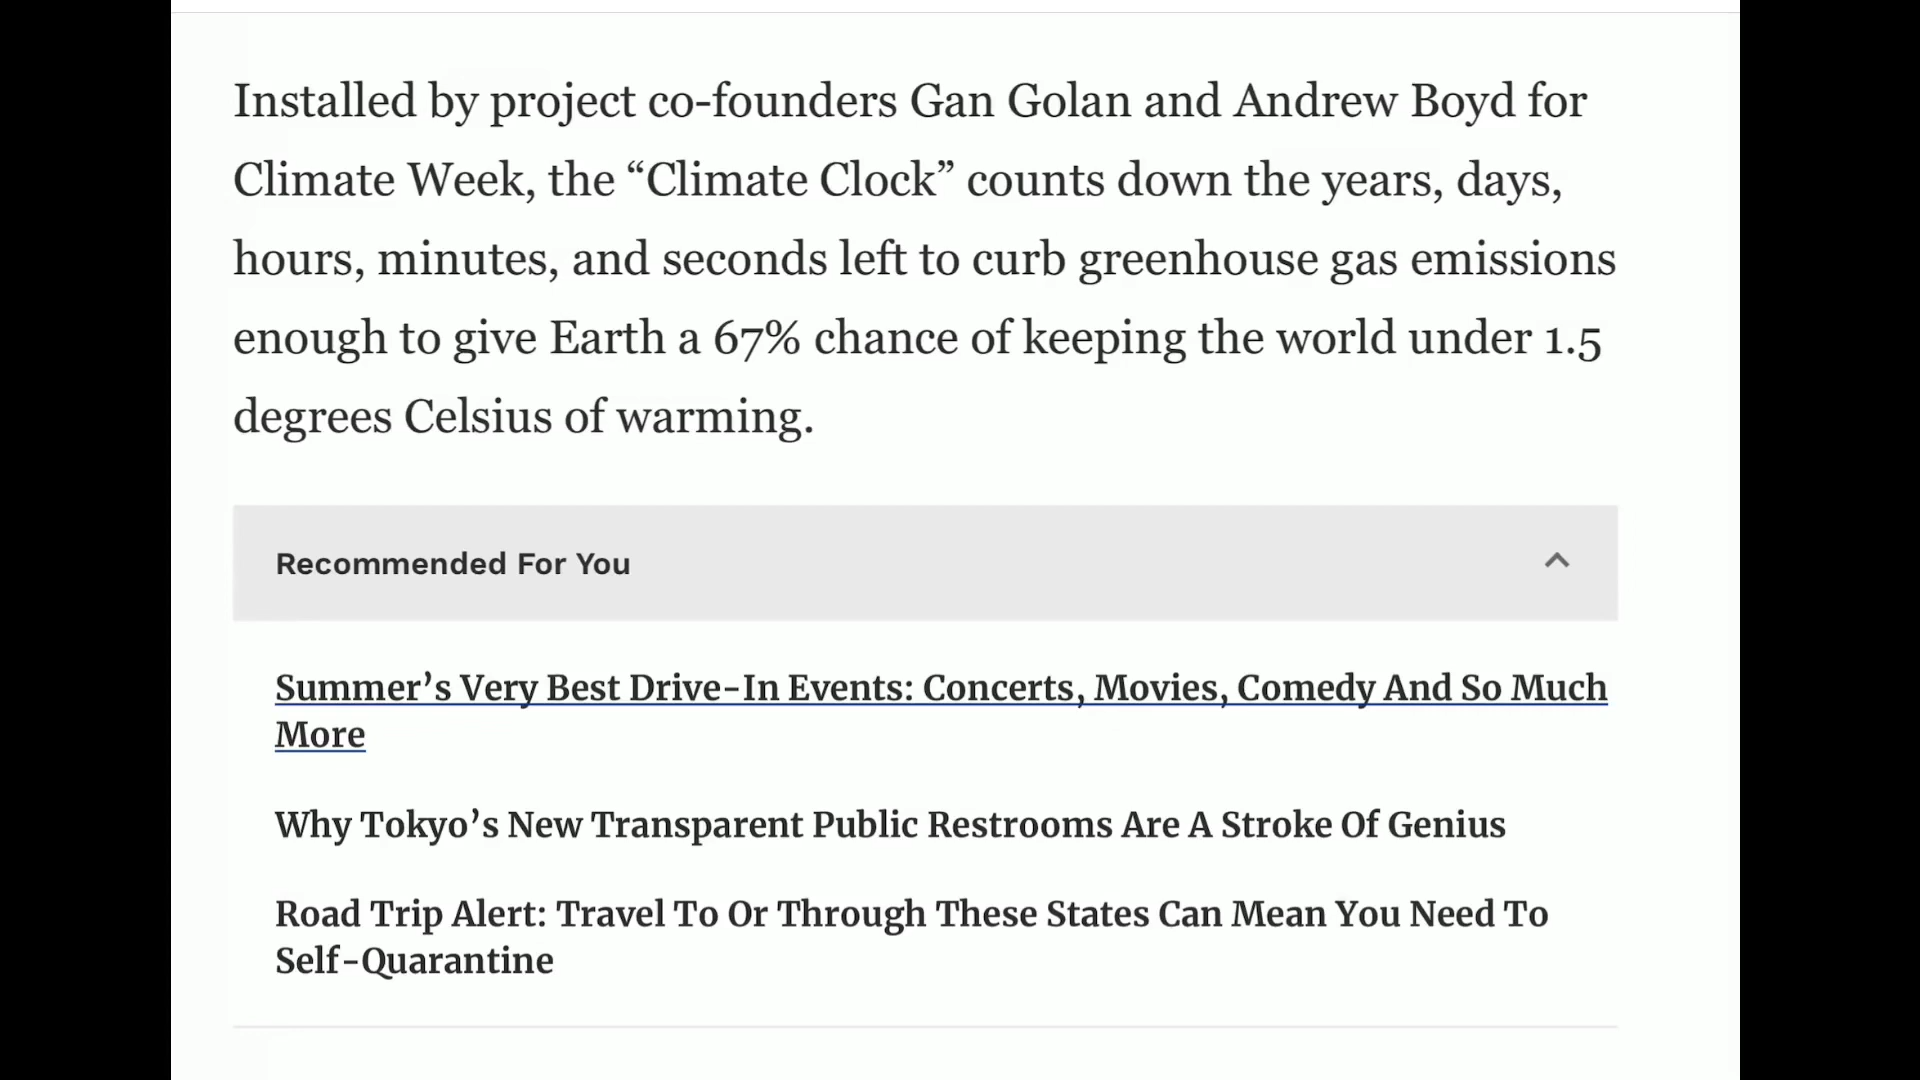 Installed by project co-founders Gan Golan and Andrew Boyd for
Climate Week, the “Climate Clock” counts down the years, days,
hours, minutes, and seconds left to curb greenhouse gas emissions
enough to give Earth a 67% chance of keeping the world under 1.5
degrees Celsius of warming.
Recommended For You
Summer’s Very Best Drive-In Events: Concerts, Movies, Comedy And So Much
More
Why Tokyo’s New Transparent Public Restrooms Are A Stroke Of Genius
Road Trip Alert: Travel To Or Through These States Can Mean You Need To
Self-Quarantine